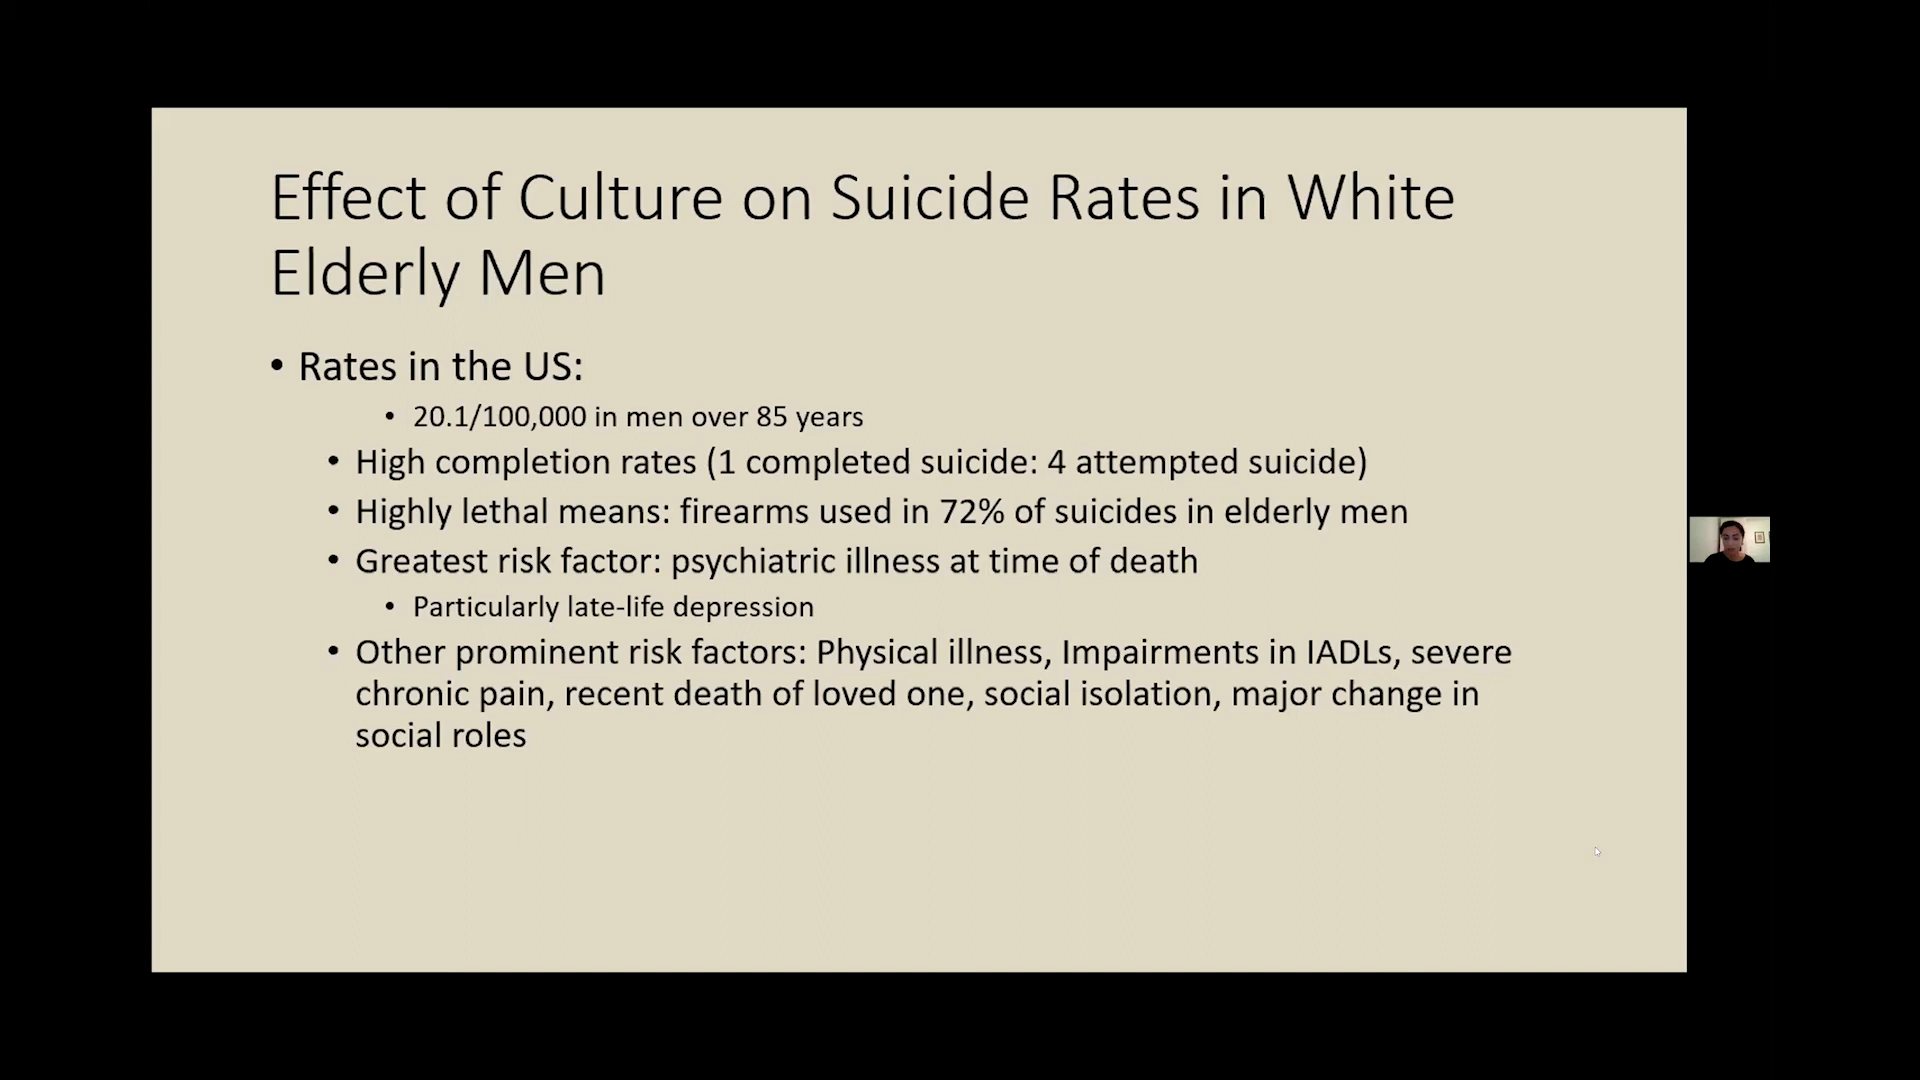 Effect of Culture on Suicide Rates in White
Elderly Men
• Rates in the US:
• 20.1/100,000 in men over 85 years
• High completion rates (1 completed suicide: 4 attempted suicide)
• Highly lethal means: firearms used in 72% of suicides in elderly men
• Greatest risk factor: psychiatric illness at time of death
• Particularly late-life depression
• Other prominent risk factors: Physical illness, Impairments in IADLs, severe
chronic pain, recent death of loved one, social isolation, major change in
social roles